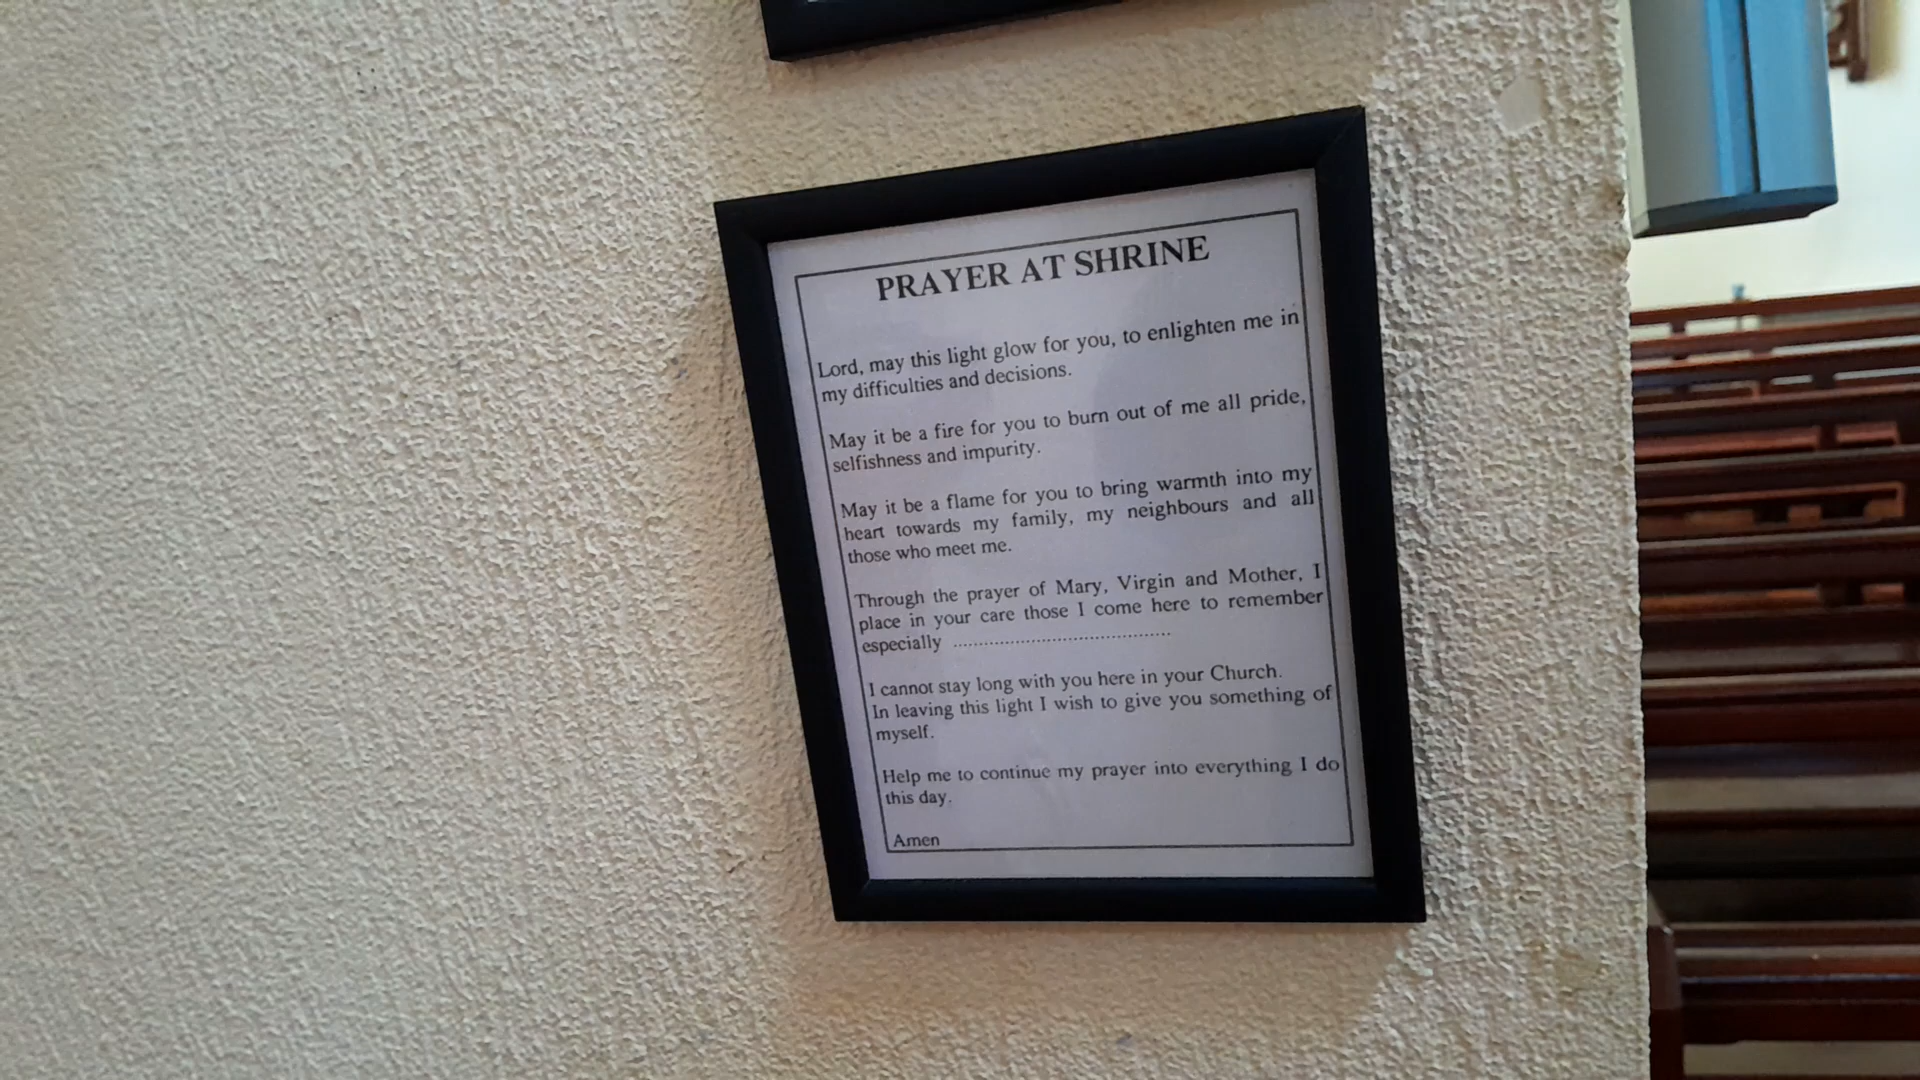 PRAYER AT SHRINE
Lord, may this light glow for you, to enlighten me in
my difficulties and decisions.
May it be a fire for you to burn out of me all pride,
selfishness and impurity.
May it be a flame for you to bring warmth into my
heart towards my family, my neighbours and all
those who meet me.
Through the prayer of Mary, Virgin and Mother, I
place in your care those I come here to remember
especially ........................................
I cannot stay long with you here in your Church.
In leaving this light I wish to give you something of
myself.
Help me to continue my prayer into everything I do
this day.
Amen